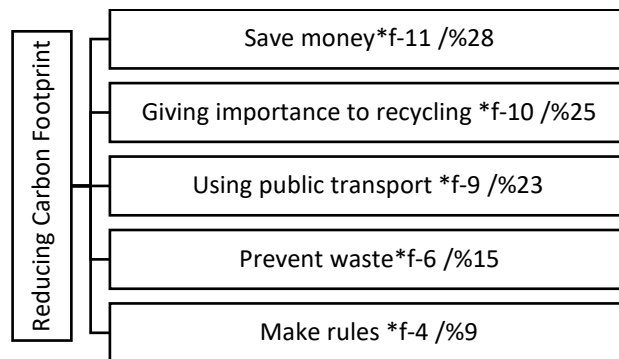 Reducing Carbon Footprint
Save money*f-11 /%28
Giving importance to recycling *f-10 /%25
Using public transport *f-9 /%23
Prevent waste*f-6 /%15
Make rules *f-4 /%9